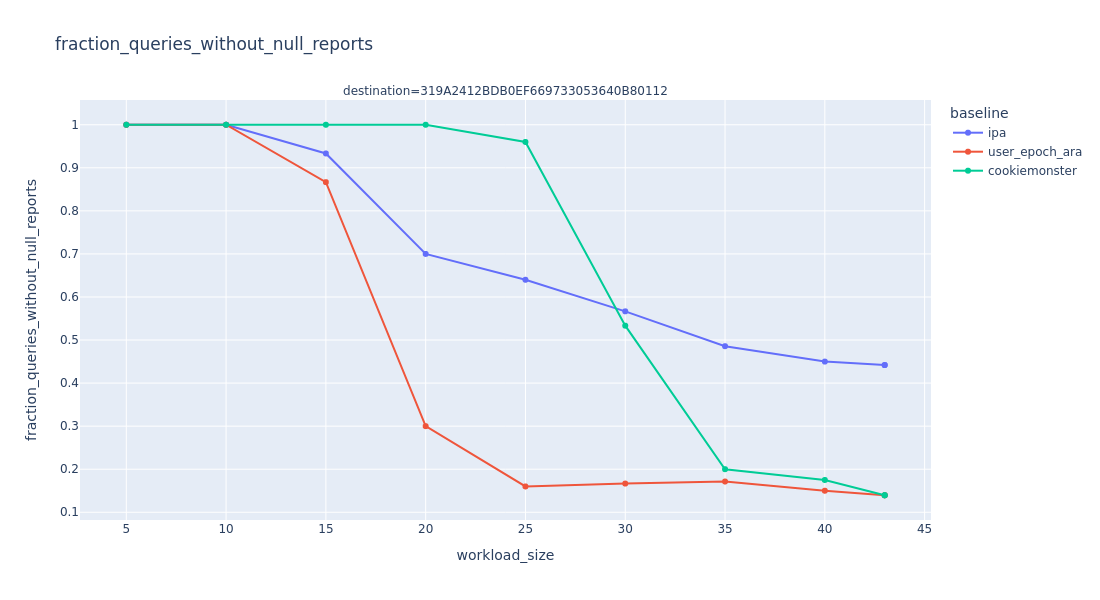 fraction_queries_without_null_reports
destination=319A2412BDB0EF669733053640B80112
baseline
ipa
user_epoch_ara
cookiemonster
fraction_queries_without_null_reports
1
0.9
0.8
0.7
0.6
0.5
0.4
0.3
0.2
0.1
5 10 15 20 25 30 35 40 45
workload_size